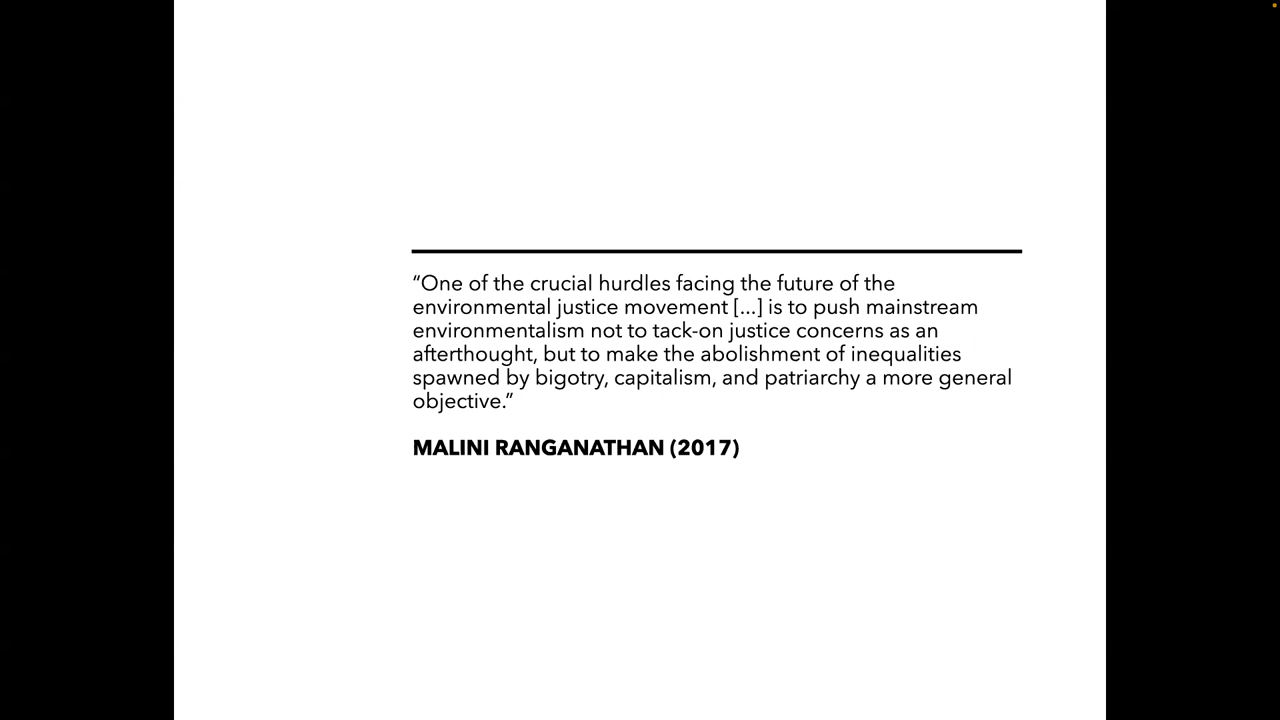 “One of the crucial hurdles facing the future of the
environmental justice movement [...] is to push mainstream
environmentalism not to tack-on justice concerns as an
afterthought, but to make the abolishment of inequalities
spawned by bigotry, capitalism, and patriarchy a more general
objective.”
MALINI RANGANATHAN (2017)